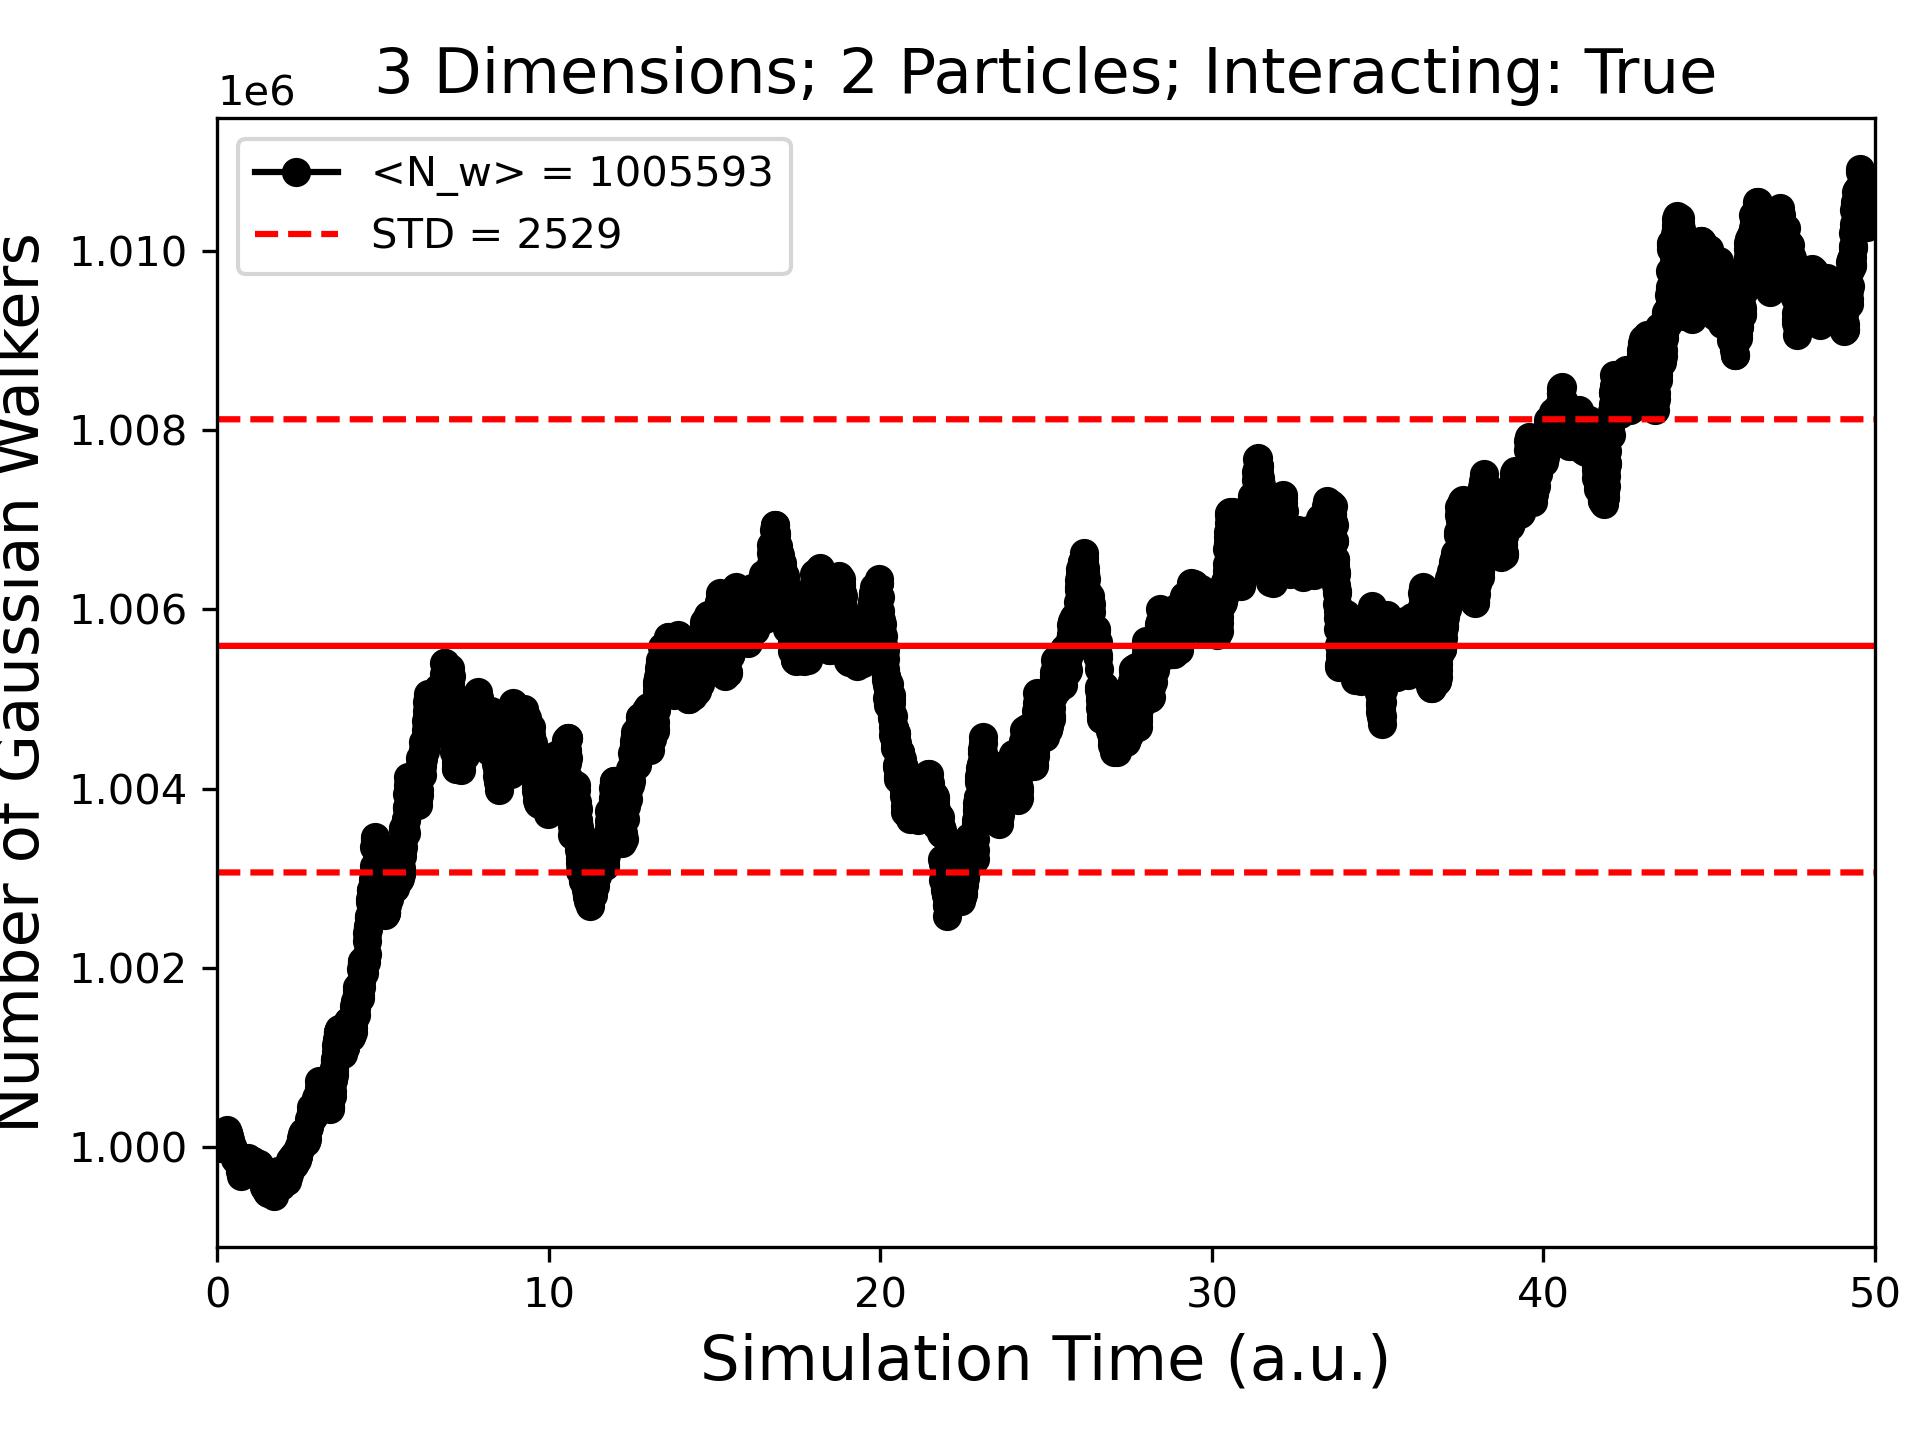 3 Dimensions; 2 Particles; Interacting: True
1e6
<N_w> = 1005593
STD = 2529
Number of Gaussian Walkers
1.010
1.008
1.006
1.004
1.002
1.000
0 10 20 30 40 50
Simulation Time (a.u.)